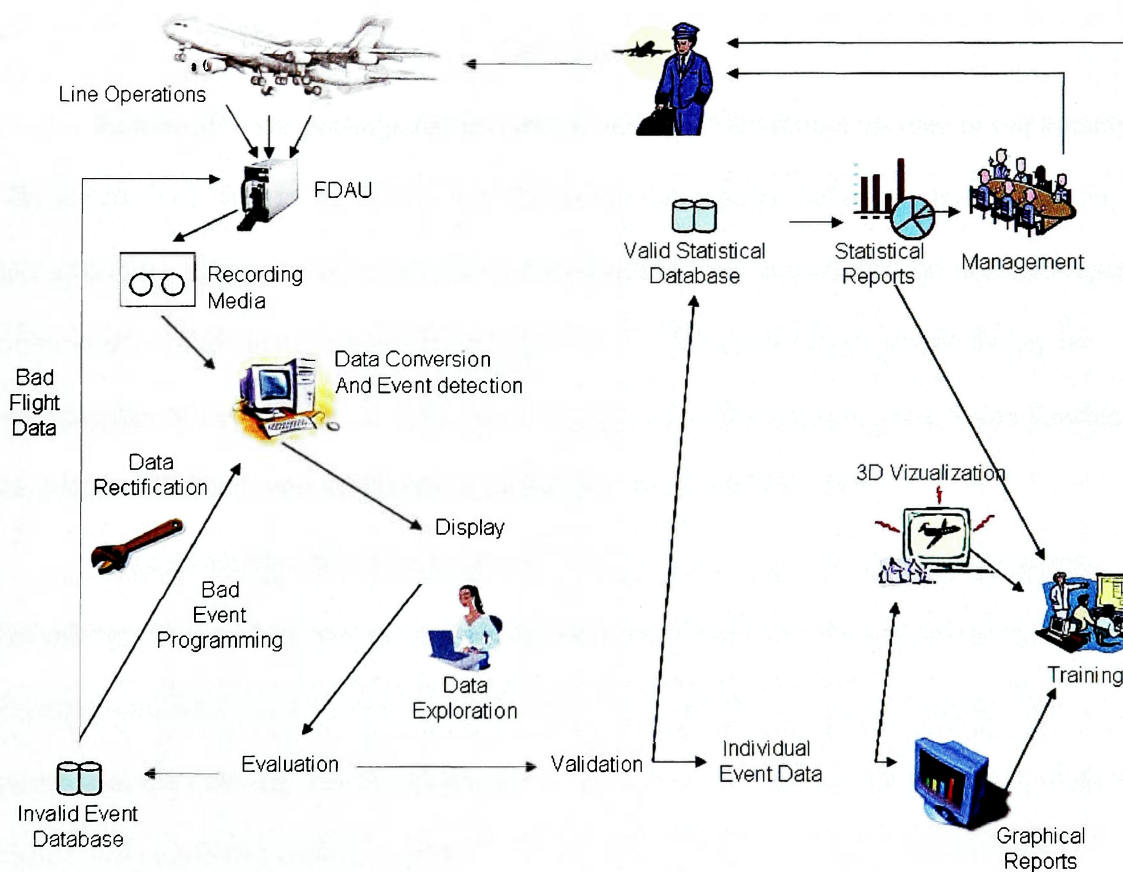 Line Operations
FDAU
Recording
Media
Data Conversion
And Event detection
Bad
Flight
Data
Data
Rectification
Display
Bad
Event
Programming
Data
Exploration
Evaluation
Validation
Invalid Event
Database
Valid Statistical
Database
Statistical
Reports
Management
3D Vizualization
Training
Individual
Event Data
Graphical
Reports